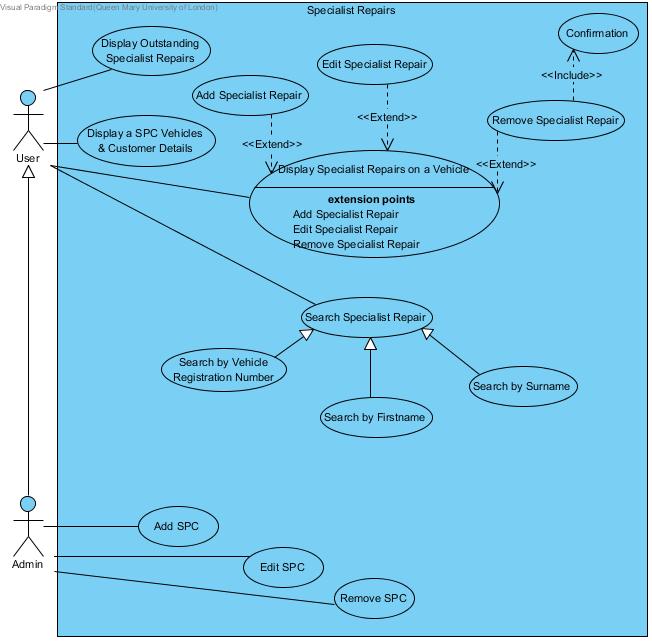 Visual Paradigm Standard(Queen Mary University of London)
Specialist Repairs
Display Outstanding
Specialist Repairs
Confirmation
Edit Specialist Repair
<<Include>>
Add Specialist Repair
<<Extend>>
Remove Specialist Repair
Display a SPC Vehicles
& Customer Details
<<Extend>>
User
<<Extend>>
Display Specialist Repairs on a Vehicle
extension points
Add Specialist Repair
Edit Specialist Repair
Remove Specialist Repair
Search Specialist Repair
Search by Vehicle
Registration Number
Search by Surname
Search by Firstname
Add SPC
Admin
Edit SPC
Remove SPC